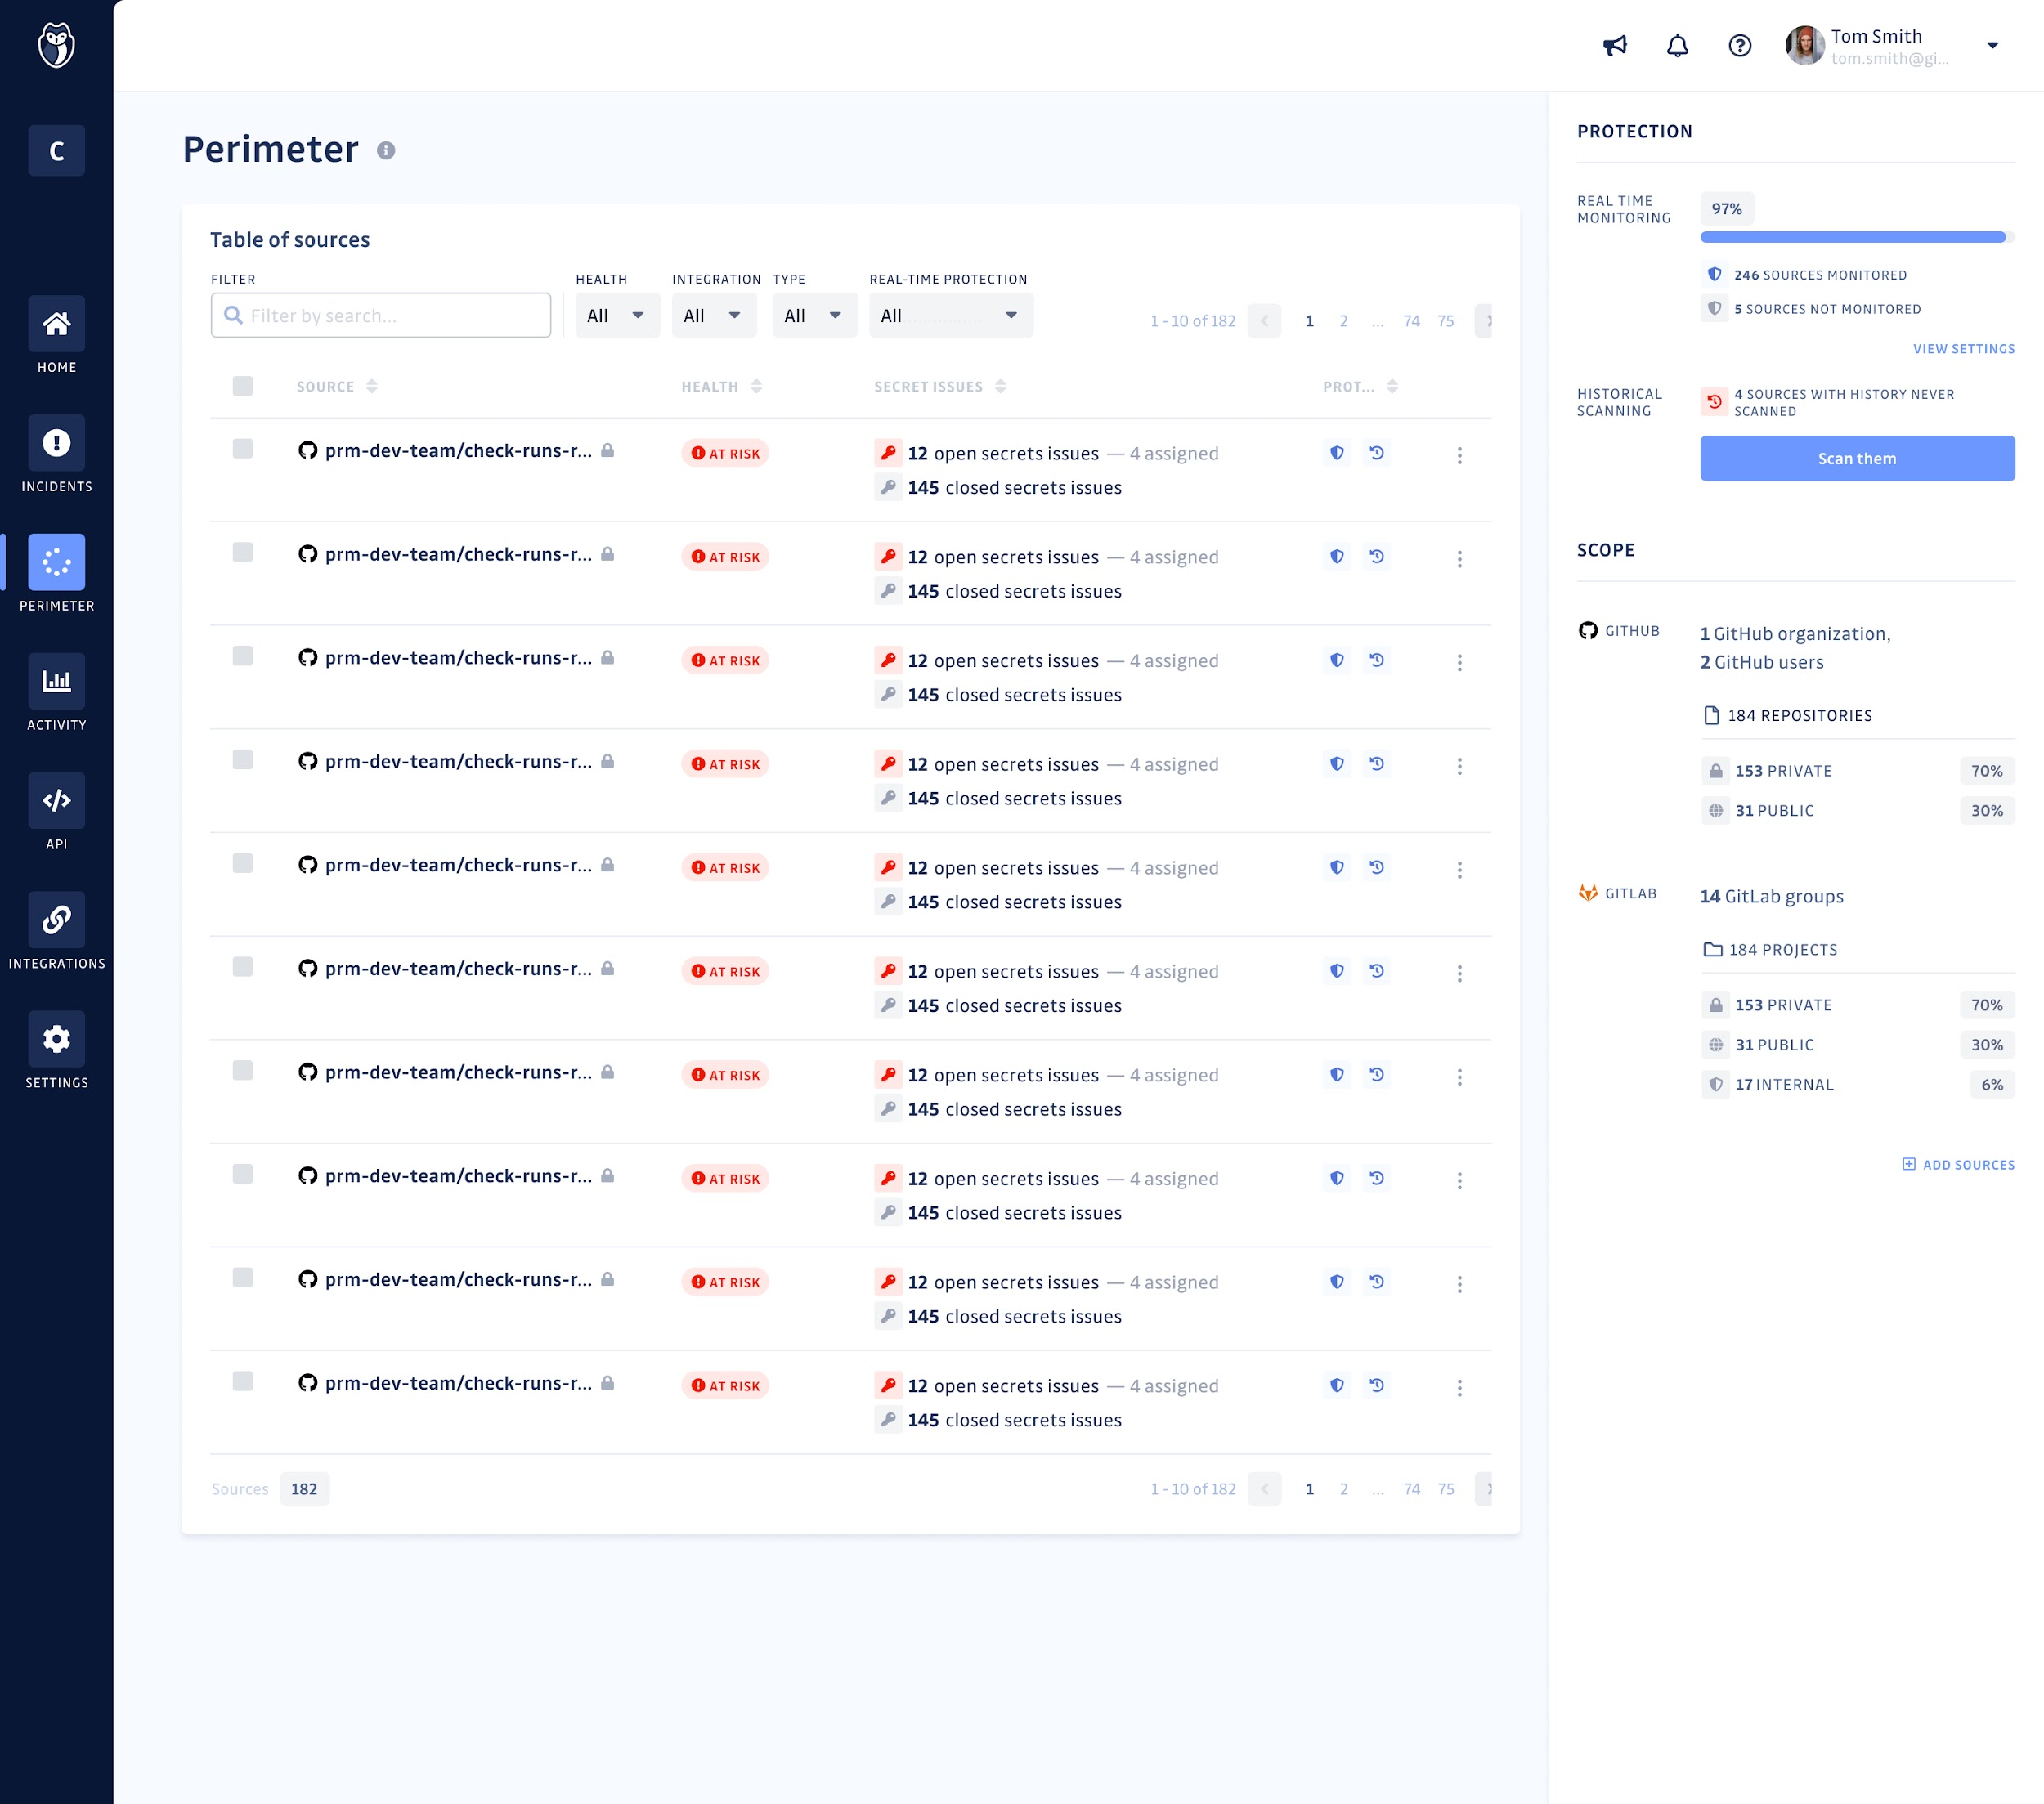 Tom Smith
tom.smith@gi...
C
HOME
INCIDENTS
PERIMETER
ACTIVITY
API
INTEGRATIONS
SETTINGS
Perimeter
Table of sources
FILTER HEALTH INTEGRATION TYPE REAL-TIME PROTECTION
Filter by search... All All All All 1 - 10 of 182 1 2 ... 74 75
SOURCE HEALTH SECRET ISSUES PROT...
prm-dev-team/check-runs-r... AT RISK 12 open secrets issues — 4 assigned
145 closed secrets issues
prm-dev-team/check-runs-r... AT RISK 12 open secrets issues — 4 assigned
145 closed secrets issues
prm-dev-team/check-runs-r... AT RISK 12 open secrets issues — 4 assigned
145 closed secrets issues
prm-dev-team/check-runs-r... AT RISK 12 open secrets issues — 4 assigned
145 closed secrets issues
prm-dev-team/check-runs-r... AT RISK 12 open secrets issues — 4 assigned
145 closed secrets issues
prm-dev-team/check-runs-r... AT RISK 12 open secrets issues — 4 assigned
145 closed secrets issues
prm-dev-team/check-runs-r... AT RISK 12 open secrets issues — 4 assigned
145 closed secrets issues
prm-dev-team/check-runs-r... AT RISK 12 open secrets issues — 4 assigned
145 closed secrets issues
prm-dev-team/check-runs-r... AT RISK 12 open secrets issues — 4 assigned
145 closed secrets issues
prm-dev-team/check-runs-r... AT RISK 12 open secrets issues — 4 assigned
145 closed secrets issues
Sources 182 1 - 10 of 182 1 2 ... 74 75
PROTECTION
REAL TIME
MONITORING
97%
246 SOURCES MONITORED
5 SOURCES NOT MONITORED
VIEW SETTINGS
HISTORICAL
SCANNING
4 SOURCES WITH HISTORY NEVER
SCANNED
Scan them
SCOPE
GITHUB
1 GitHub organization,
2 GitHub users
184 REPOSITORIES
153 PRIVATE 70%
31 PUBLIC 30%
GITLAB
14 GitLab groups
184 PROJECTS
153 PRIVATE 70%
31 PUBLIC 30%
17 INTERNAL 6%
ADD SOURCES